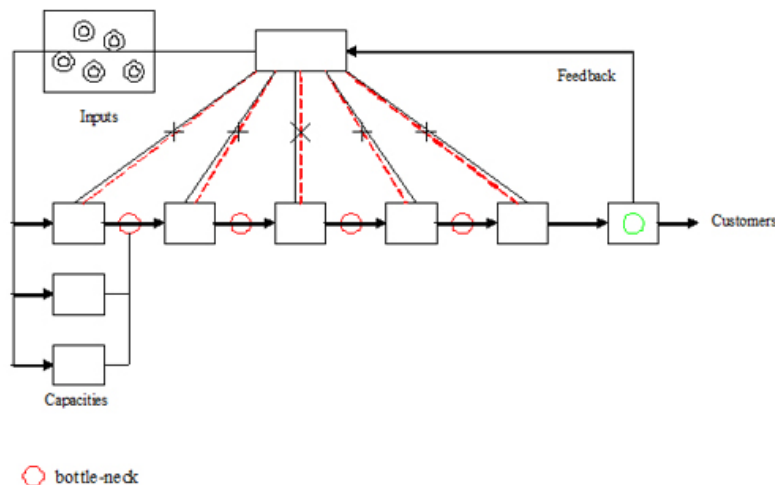 Feedback
Inputs
Customers
Capacities
bottle-neck